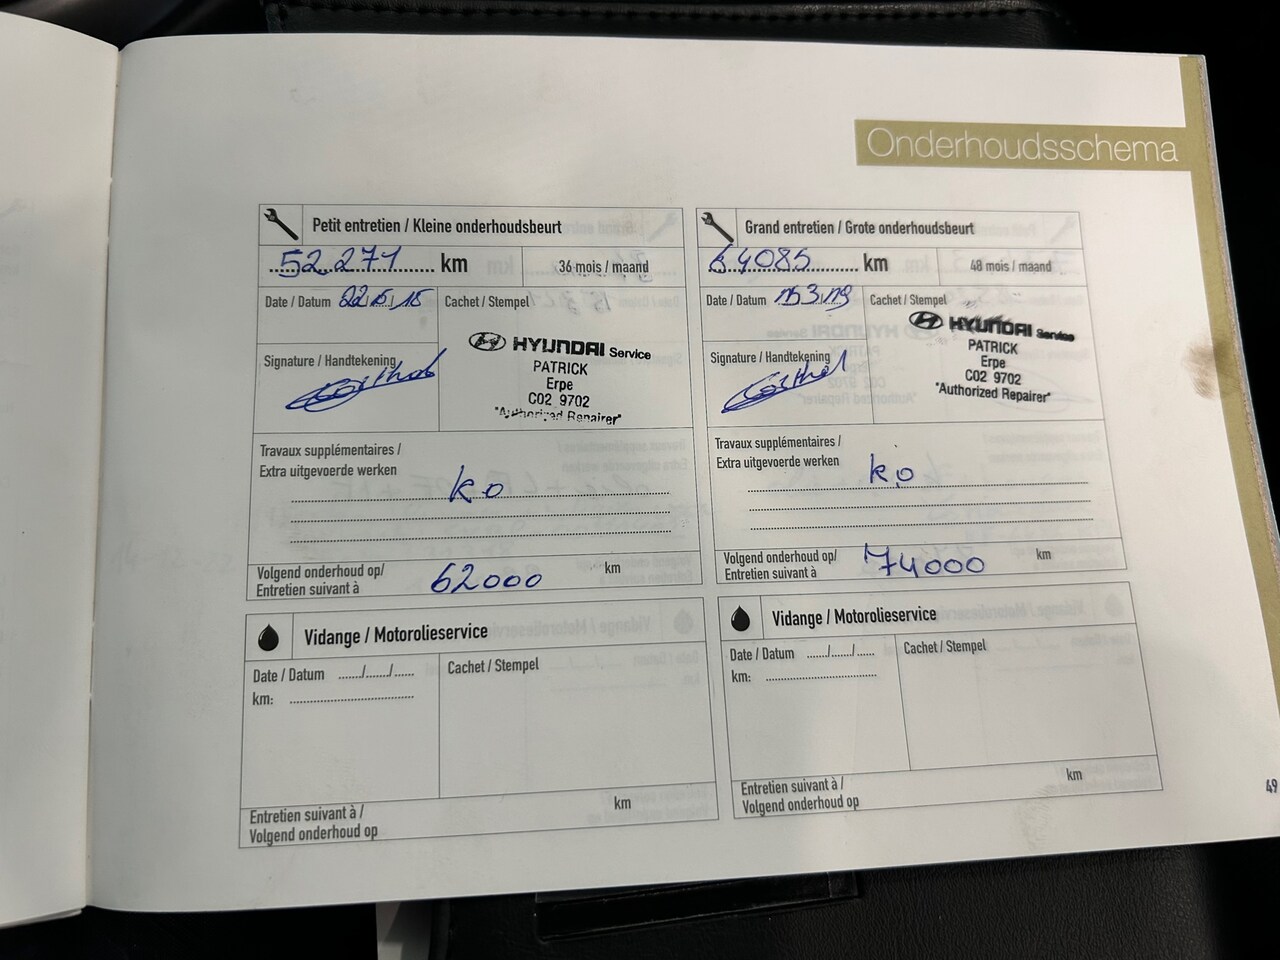 Onderhoudsschema
Petit entretien / Kleine onderhoudsbeurt
52.271 km
36 mois / maand
Date / Datum
Cachet / Stempel
HYUNDAI Service
PATRICK
Erpe
C02 9702
"Authorized Repairer"
Signature / Handtekening
Travaux supplémentaires /
Extra uitgevoerde werken
k.o
Volgend onderhoud op/
Entretien suivant à
62000 km
Vidange / Motorolieservice
Date / Datum ....../....../......
km:
Cachet / Stempel
Entretien suivant à /
Volgend onderhoud op
km
Grand entretien / Grote onderhoudsbeurt
64085 km
48 mois / maand
Date / Datum
Cachet / Stempel
HYUNDAI Service
PATRICK
Erpe
C02 9702
"Authorized Repairer"
Signature / Handtekening
Travaux supplémentaires /
Extra uitgevoerde werken
k.o
Volgend onderhoud op/
Entretien suivant à
74000 km
Vidange / Motorolieservice
Date / Datum ....../....../......
km:
Cachet / Stempel
Entretien suivant à /
Volgend onderhoud op
km
49